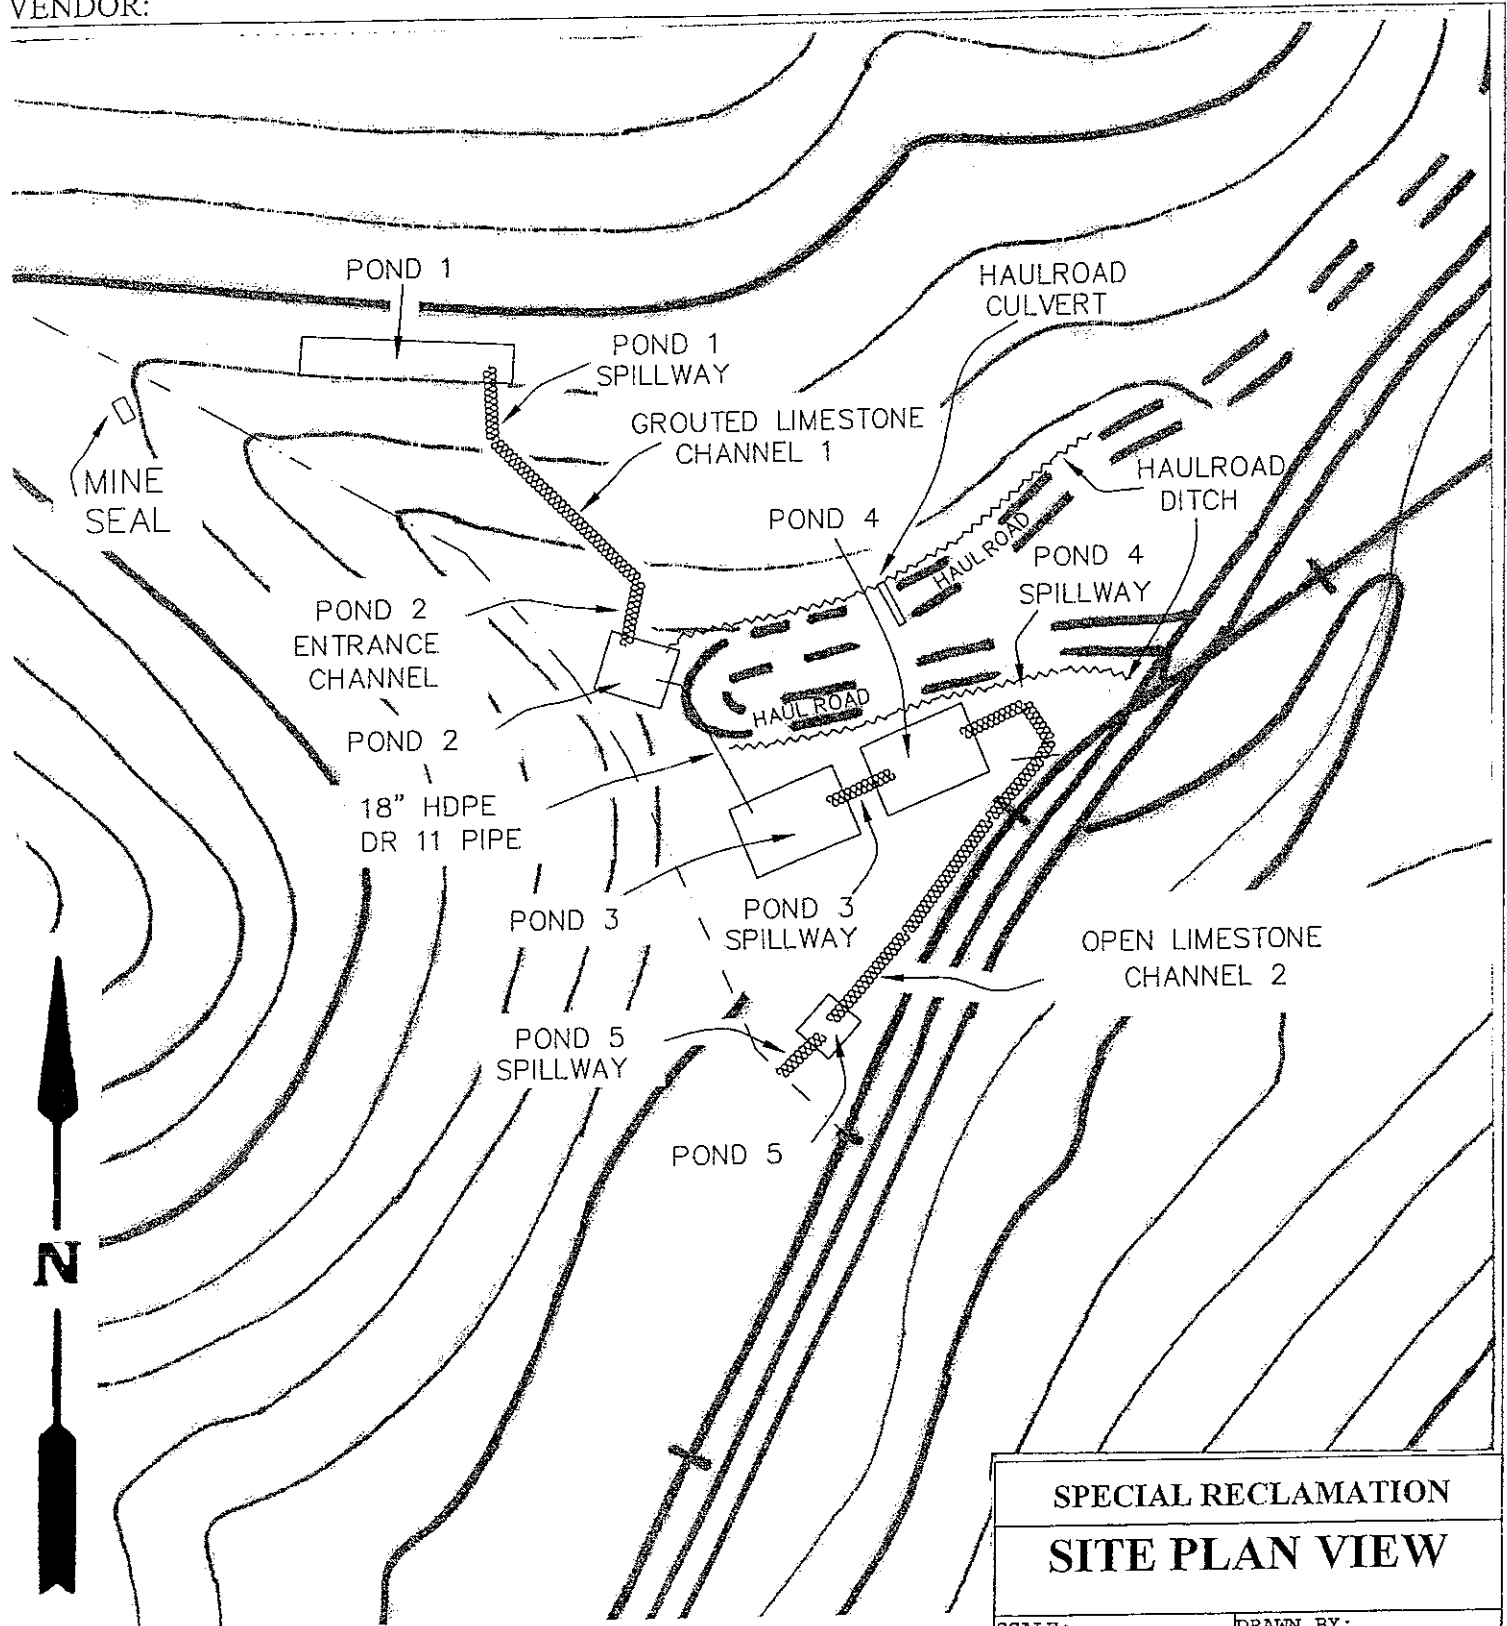 VENDOR:
POND 1
HAULROAD
CULVERT
POND 1
SPILLWAY
GROUTED LIMESTONE
CHANNEL 1
MINE
SEAL
HAULROAD
DITCH
POND 4
HAULROAD
POND 4
SPILLWAY
POND 2
ENTRANCE
CHANNEL
HAULROAD
POND 2
18" HDPE
DR 11 PIPE
POND 3
POND 3
SPILLWAY
OPEN LIMESTONE
CHANNEL 2
POND 5
SPILLWAY
POND 5
N
SPECIAL RECLAMATION
SITE PLAN VIEW
SCALE:
DRAWN BY: